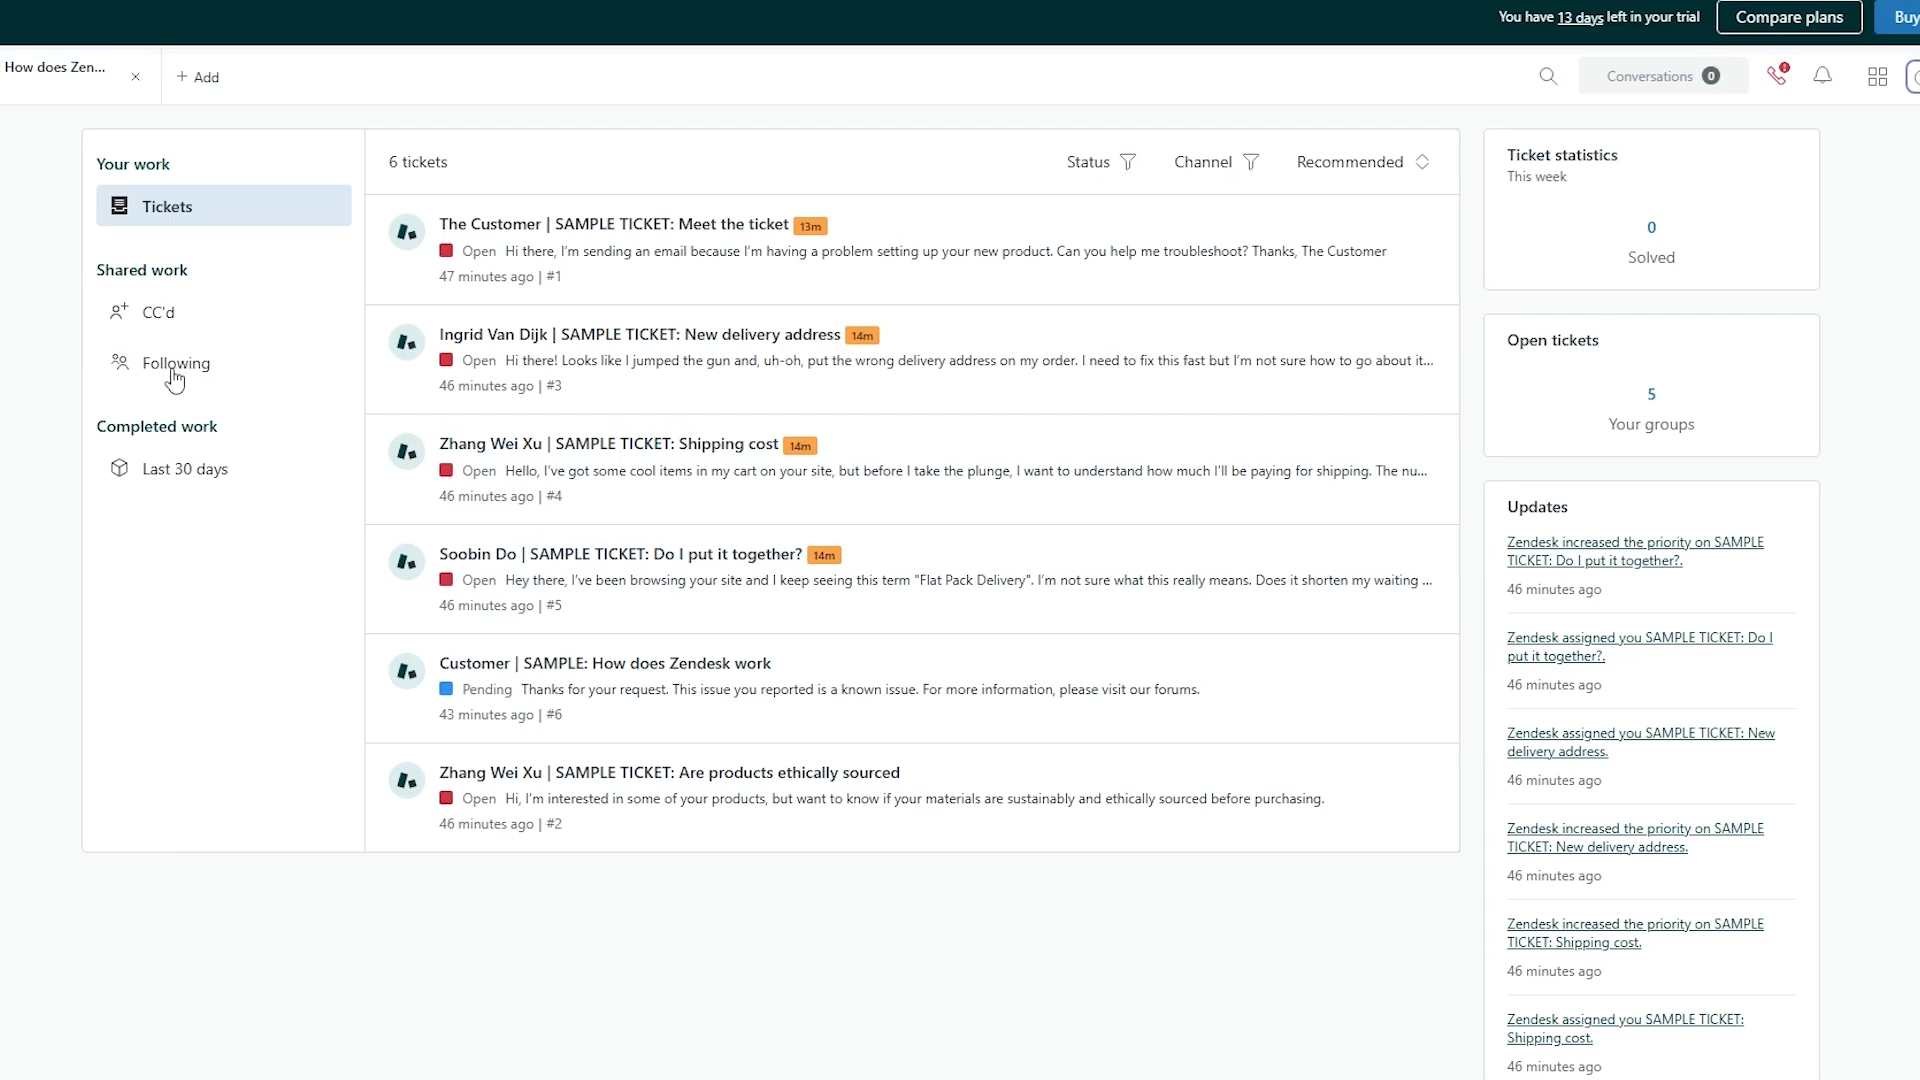 You have 13 days left in your trial
Compare plans
Buy
How does Zen...
Add
Conversations 0
Your work
Tickets
Shared work
CC'd
Following
Completed work
Last 30 days
6 tickets
Status
Channel
Recommended
The Customer | SAMPLE TICKET: Meet the ticket 13m
Open Hi there, I'm sending an email because I'm having a problem setting up your new product. Can you help me troubleshoot? Thanks, The Customer
47 minutes ago | #1
Ingrid Van Dijk | SAMPLE TICKET: New delivery address 14m
Open Hi there! Looks like I jumped the gun and, uh-oh, put the wrong delivery address on my order. I need to fix this fast but I'm not sure how to go about it...
46 minutes ago | #3
Zhang Wei Xu | SAMPLE TICKET: Shipping cost 14m
Open Hello, I've got some cool items in my cart on your site, but before I take the plunge, I want to understand how much I'll be paying for shipping. The nu...
46 minutes ago | #4
Soobin Do | SAMPLE TICKET: Do I put it together? 14m
Open Hey there, I've been browsing your site and I keep seeing this term "Flat Pack Delivery". I'm not sure what this really means. Does it shorten my waiting ...
46 minutes ago | #5
Customer | SAMPLE: How does Zendesk work
Pending Thanks for your request. This issue you reported is a known issue. For more information, please visit our forums.
43 minutes ago | #6
Zhang Wei Xu | SAMPLE TICKET: Are products ethically sourced
Open Hi, I'm interested in some of your products, but want to know if your materials are sustainably and ethically sourced before purchasing.
46 minutes ago | #2
Ticket statistics
This week
0
Solved
Open tickets
5
Your groups
Updates
Zendesk increased the priority on SAMPLE
TICKET: Do I put it together?.
46 minutes ago
Zendesk assigned you SAMPLE TICKET: Do I
put it together?.
46 minutes ago
Zendesk assigned you SAMPLE TICKET: New
delivery address.
46 minutes ago
Zendesk increased the priority on SAMPLE
TICKET: New delivery address.
46 minutes ago
Zendesk increased the priority on SAMPLE
TICKET: Shipping cost.
46 minutes ago
Zendesk assigned you SAMPLE TICKET:
Shipping cost.
46 minutes ago